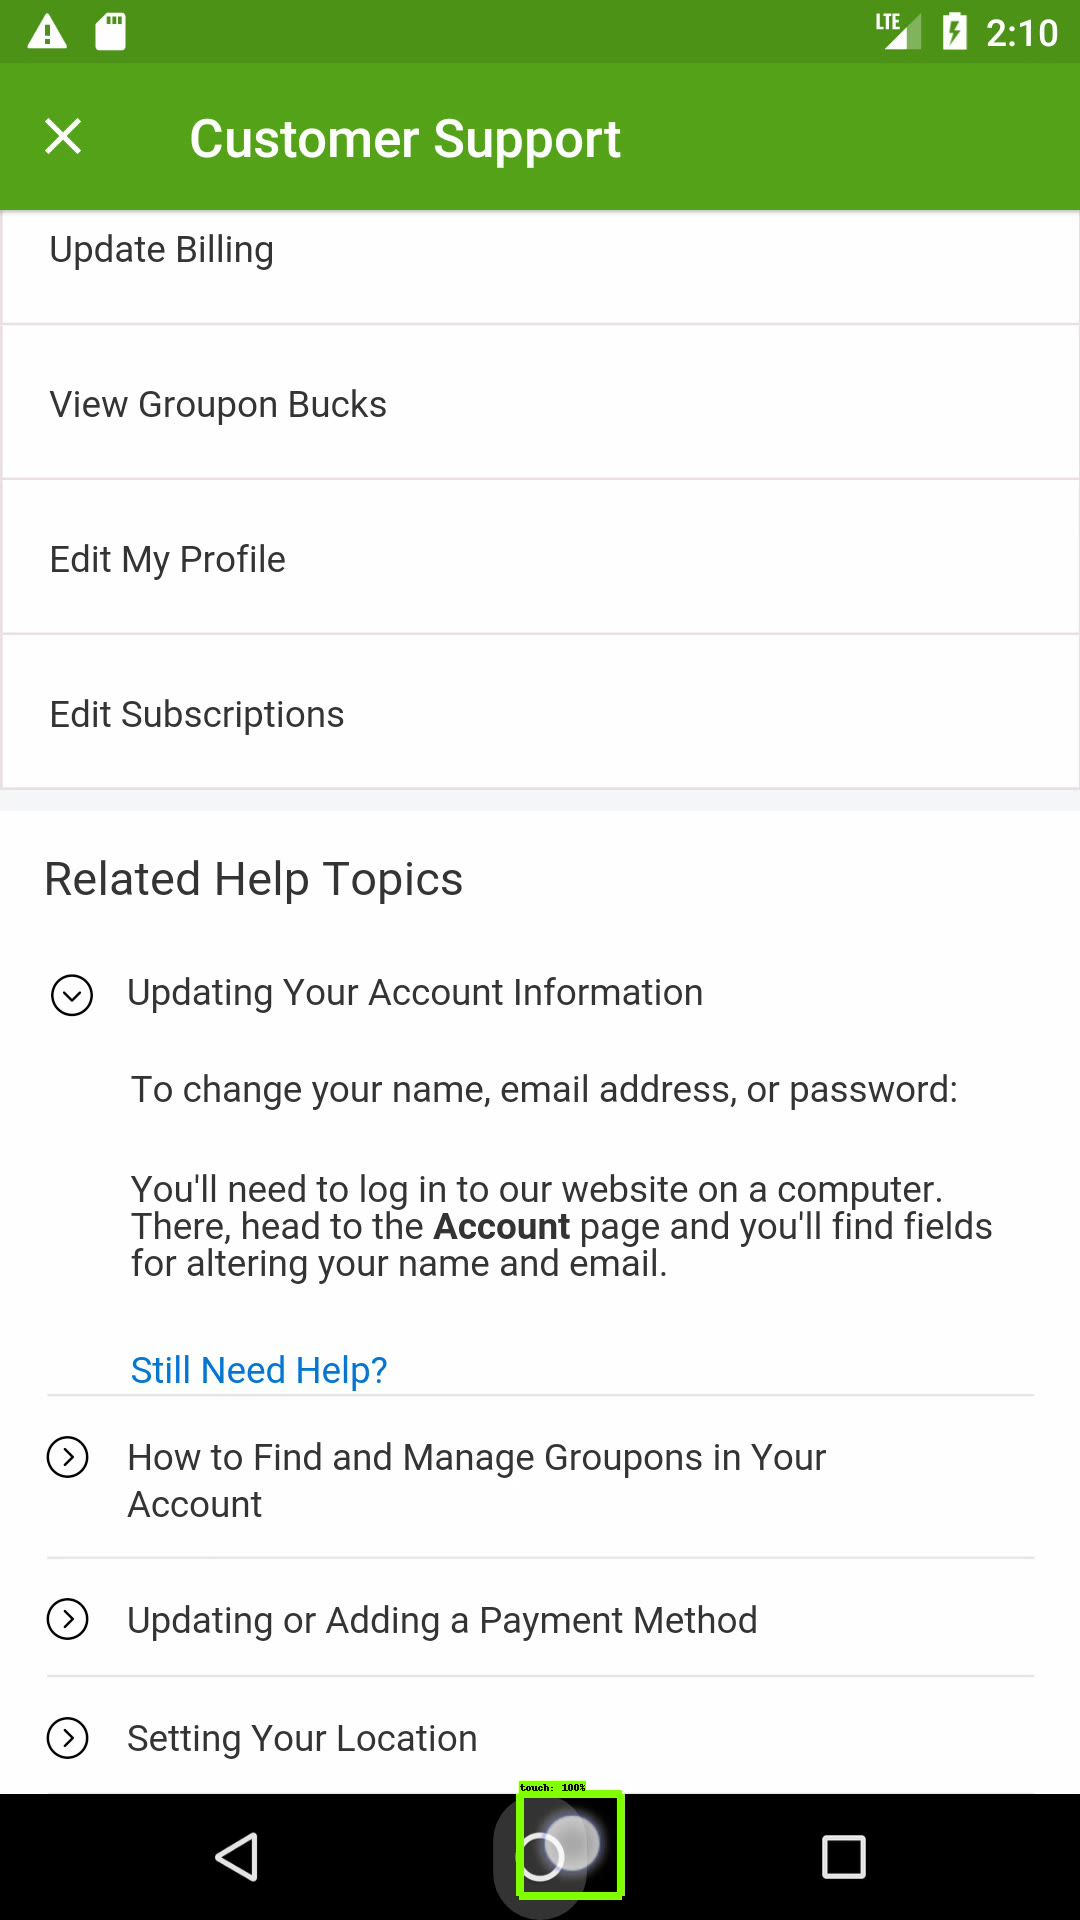 LTE 2:10
Customer Support
Update Billing
View Groupon Bucks
Edit My Profile
Edit Subscriptions
Related Help Topics
Updating Your Account Information
To change your name, email address, or password:
You'll need to log in to our website on a computer.
There, head to the Account page and you'll find fields
for altering your name and email.
Still Need Help?
How to Find and Manage Groupons in Your
Account
Updating or Adding a Payment Method
Setting Your Location
touch: 100%